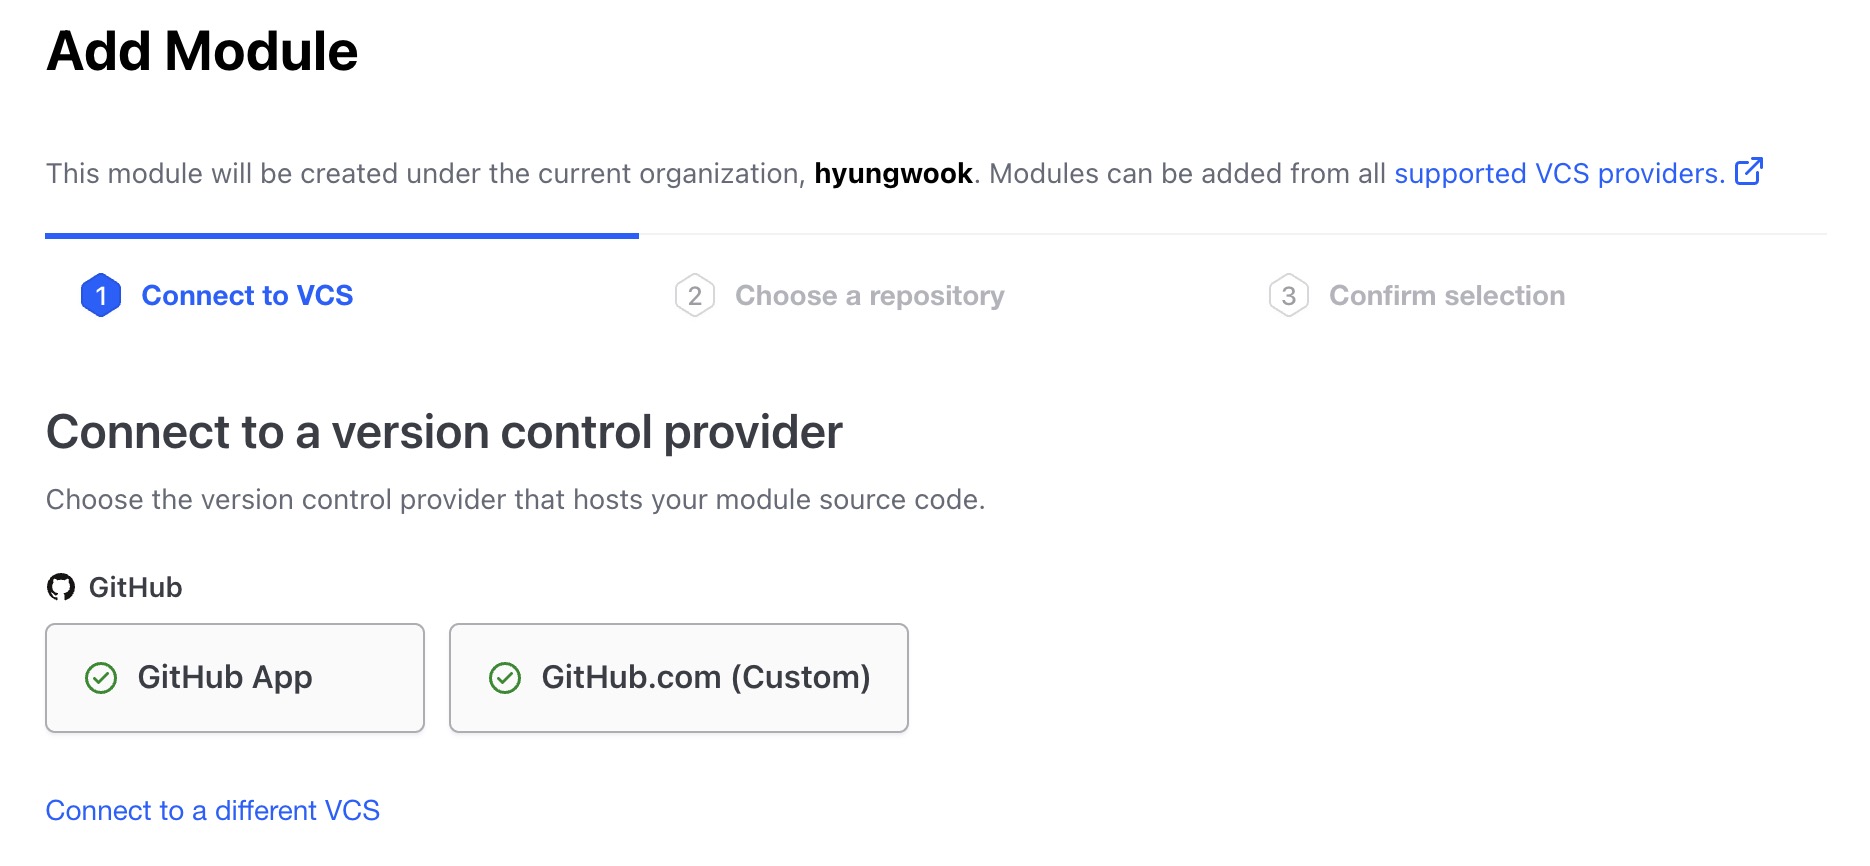 Add Module
This module will be created under the current organization, hyungwook. Modules can be added from all supported VCS providers.
1 Connect to VCS
2 Choose a repository
3 Confirm selection
Connect to a version control provider
Choose the version control provider that hosts your module source code.
GitHub
GitHub App
GitHub.com (Custom)
Connect to a different VCS